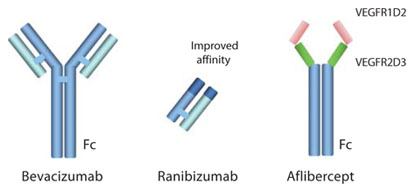 VEGFR1D2
Improved
affinity
VEGFR2D3
Fc
Fc
Bevacizumab
Ranibizumab
Aflibercept